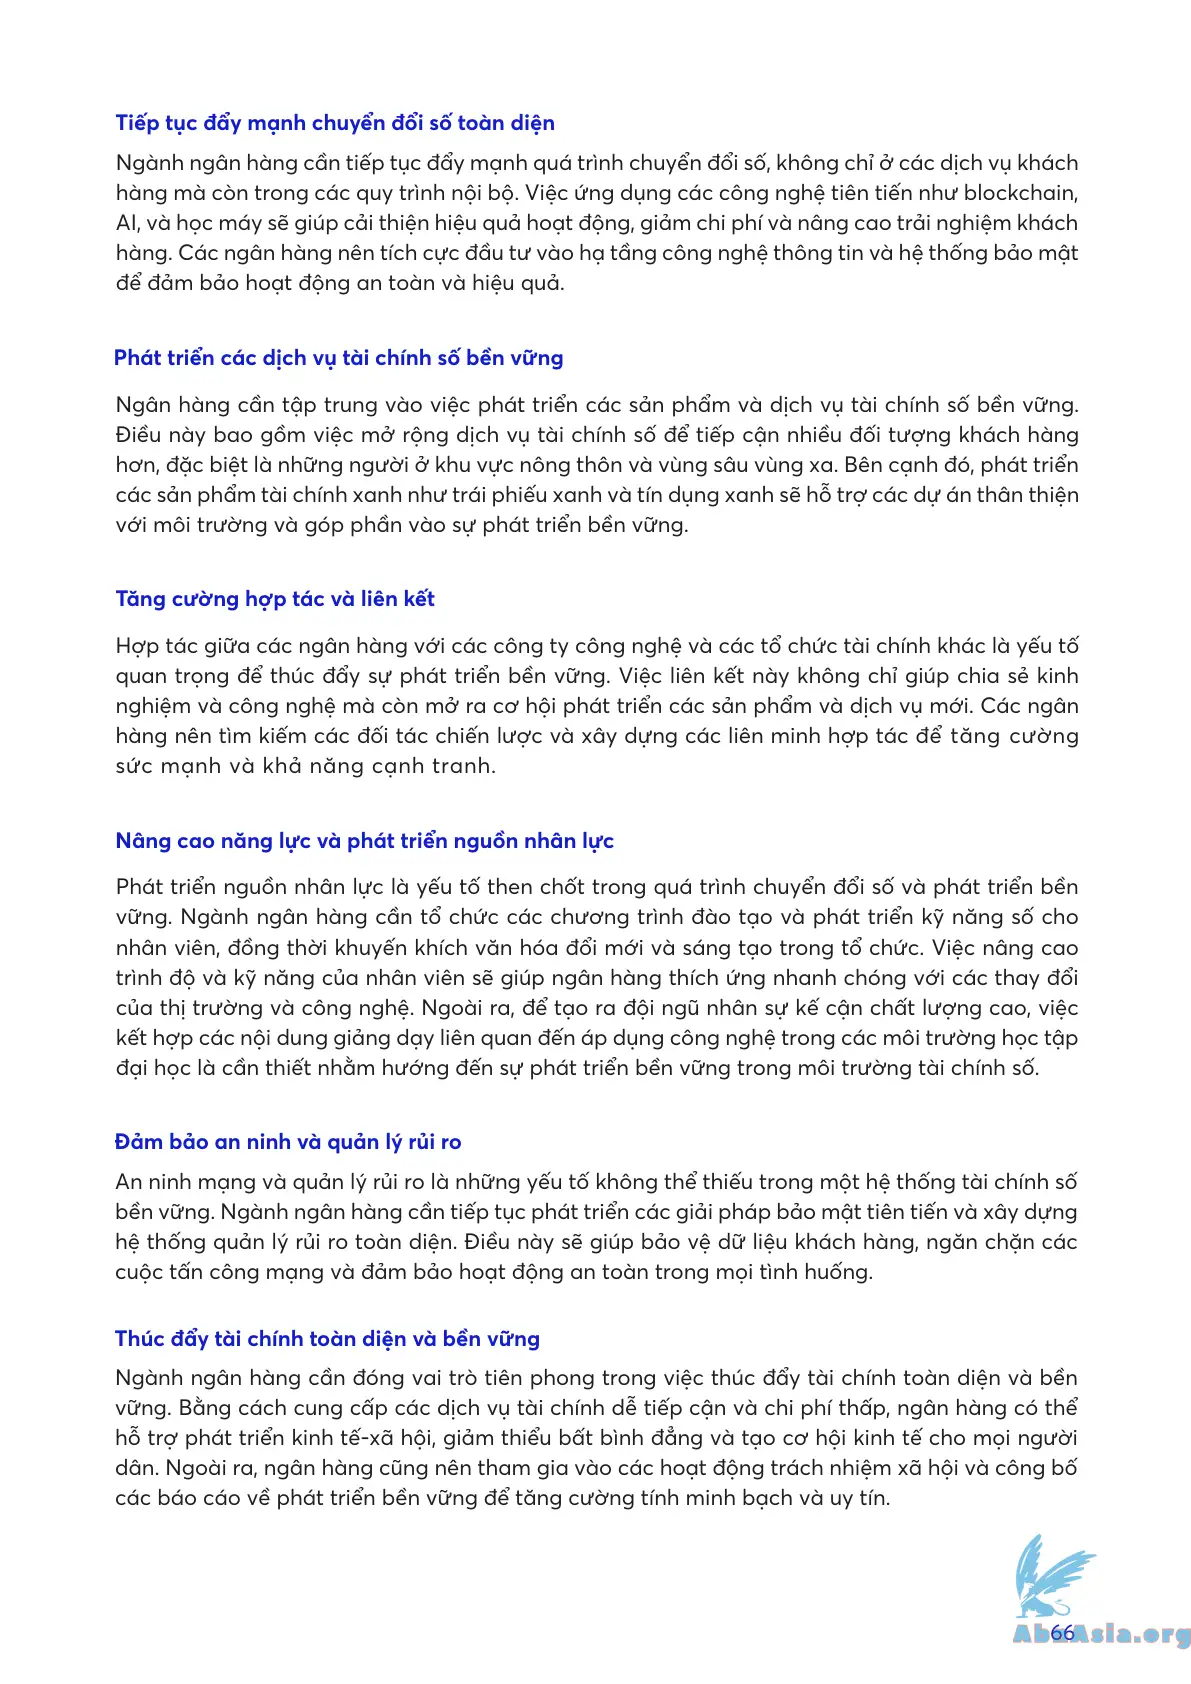 Tiếp tục đẩy mạnh chuyển đổi số toàn diện
Ngành ngân hàng cần tiếp tục đẩy mạnh quá trình chuyển đổi số, không chỉ ở các dịch vụ khách
hàng mà còn trong các quy trình nội bộ. Việc ứng dụng các công nghệ tiên tiến như blockchain,
AI, và học máy sẽ giúp cải thiện hiệu quả hoạt động, giảm chi phí và nâng cao trải nghiệm khách
hàng. Các ngân hàng nên tích cực đầu tư vào hạ tầng công nghệ thông tin và hệ thống bảo mật
để đảm bảo hoạt động an toàn và hiệu quả.
Phát triển các dịch vụ tài chính số bền vững
Ngân hàng cần tập trung vào việc phát triển các sản phẩm và dịch vụ tài chính số bền vững.
Điều này bao gồm việc mở rộng dịch vụ tài chính số để tiếp cận nhiều đối tượng khách hàng
hơn, đặc biệt là những người ở khu vực nông thôn và vùng sâu vùng xa. Bên cạnh đó, phát triển
các sản phẩm tài chính xanh như trái phiếu xanh và tín dụng xanh sẽ hỗ trợ các dự án thân thiện
với môi trường và góp phần vào sự phát triển bền vững.
Tăng cường hợp tác và liên kết
Hợp tác giữa các ngân hàng với các công ty công nghệ và các tổ chức tài chính khác là yếu tố
quan trọng để thúc đẩy sự phát triển bền vững. Việc liên kết này không chỉ giúp chia sẻ kinh
nghiệm và công nghệ mà còn mở ra cơ hội phát triển các sản phẩm và dịch vụ mới. Các ngân
hàng nên tìm kiếm các đối tác chiến lược và xây dựng các liên minh hợp tác để tăng cường
sức mạnh và khả năng cạnh tranh.
Nâng cao năng lực và phát triển nguồn nhân lực
Phát triển nguồn nhân lực là yếu tố then chốt trong quá trình chuyển đổi số và phát triển bền
vững. Ngành ngân hàng cần tổ chức các chương trình đào tạo và phát triển kỹ năng số cho
nhân viên, đồng thời khuyến khích văn hóa đổi mới và sáng tạo trong tổ chức. Việc nâng cao
trình độ và kỹ năng của nhân viên sẽ giúp ngân hàng thích ứng nhanh chóng với các thay đổi
của thị trường và công nghệ. Ngoài ra, để tạo ra đội ngũ nhân sự kế cận chất lượng cao, việc
kết hợp các nội dung giảng dạy liên quan đến áp dụng công nghệ trong các môi trường học tập
đại học là cần thiết nhằm hướng đến sự phát triển bền vững trong môi trường tài chính số.
Đảm bảo an ninh và quản lý rủi ro
An ninh mạng và quản lý rủi ro là những yếu tố không thể thiếu trong một hệ thống tài chính số
bền vững. Ngành ngân hàng cần tiếp tục phát triển các giải pháp bảo mật tiên tiến và xây dựng
hệ thống quản lý rủi ro toàn diện. Điều này sẽ giúp bảo vệ dữ liệu khách hàng, ngăn chặn các
cuộc tấn công mạng và đảm bảo hoạt động an toàn trong mọi tình huống.
Thúc đẩy tài chính toàn diện và bền vững
Ngành ngân hàng cần đóng vai trò tiên phong trong việc thúc đẩy tài chính toàn diện và bền
vững. Bằng cách cung cấp các dịch vụ tài chính dễ tiếp cận và chi phí thấp, ngân hàng có thể
hỗ trợ phát triển kinh tế-xã hội, giảm thiểu bất bình đẳng và tạo cơ hội kinh tế cho mọi người
dân. Ngoài ra, ngân hàng cũng nên tham gia vào các hoạt động trách nhiệm xã hội và công bố
các báo cáo về phát triển bền vững để tăng cường tính minh bạch và uy tín.
66